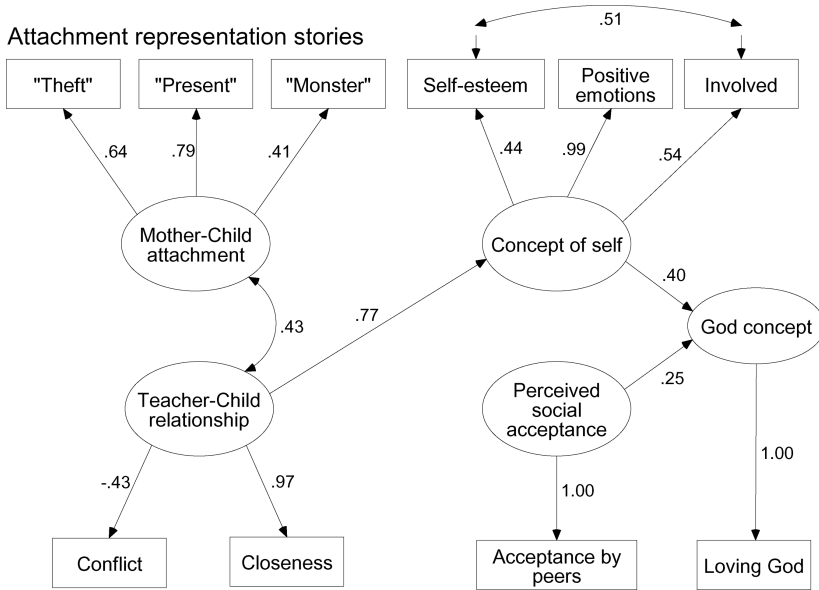 .51
Attachment representation stories
"Theft"
"Present"
"Monster"
Self-esteem
Positive
emotions
Involved
.64
.79
.41
.44
.99
.54
Mother-Child
attachment
Concept of self
.40
.43
.77
God concept
.25
Teacher-Child
relationship
Perceived
social
acceptance
-.43
.97
1.00
1.00
Conflict
Closeness
Acceptance by
peers
Loving God